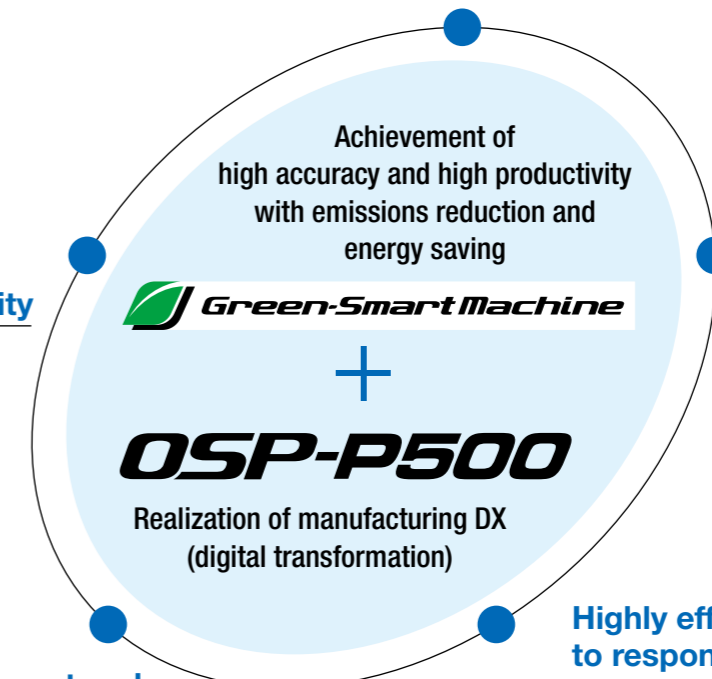 Achievement of
high accuracy and high productivity
with emissions reduction and
energy saving
ity
Green-Smart Machine
+
OSP-P500
Realization of manufacturing DX
(digital transformation)
Highly eff
to respon